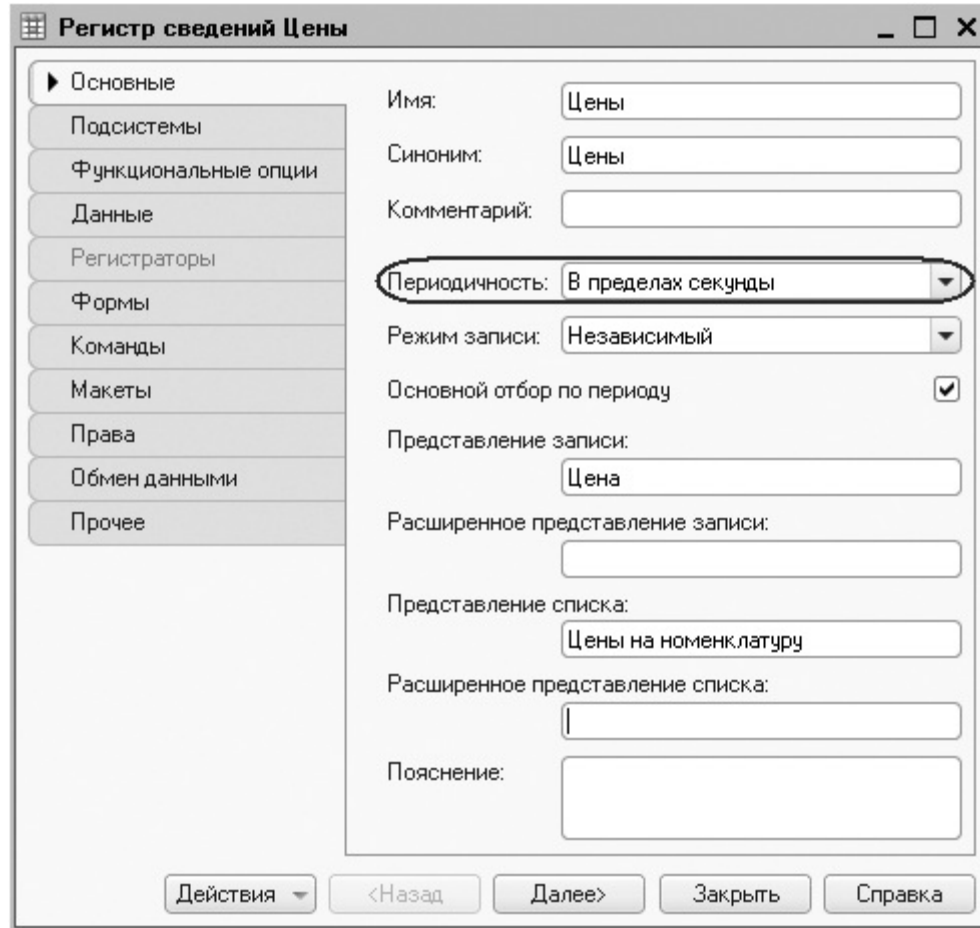 Регистр сведений Цены
Основные
Подсистемы
Функциональные опции
Данные
Регистраторы
Формы
Команды
Макеты
Права
Обмен данными
Прочее
Имя: Цены
Синоним: Цены
Комментарий:
Периодичность: В пределах секунды
Режим записи: Независимый
Основной отбор по периоду
Представление записи:
Цена
Расширенное представление записи:
Представление списка:
Цены на номенклатуру
Расширенное представление списка:
Пояснение:
Действия <Назад Далее> Закрыть Справка